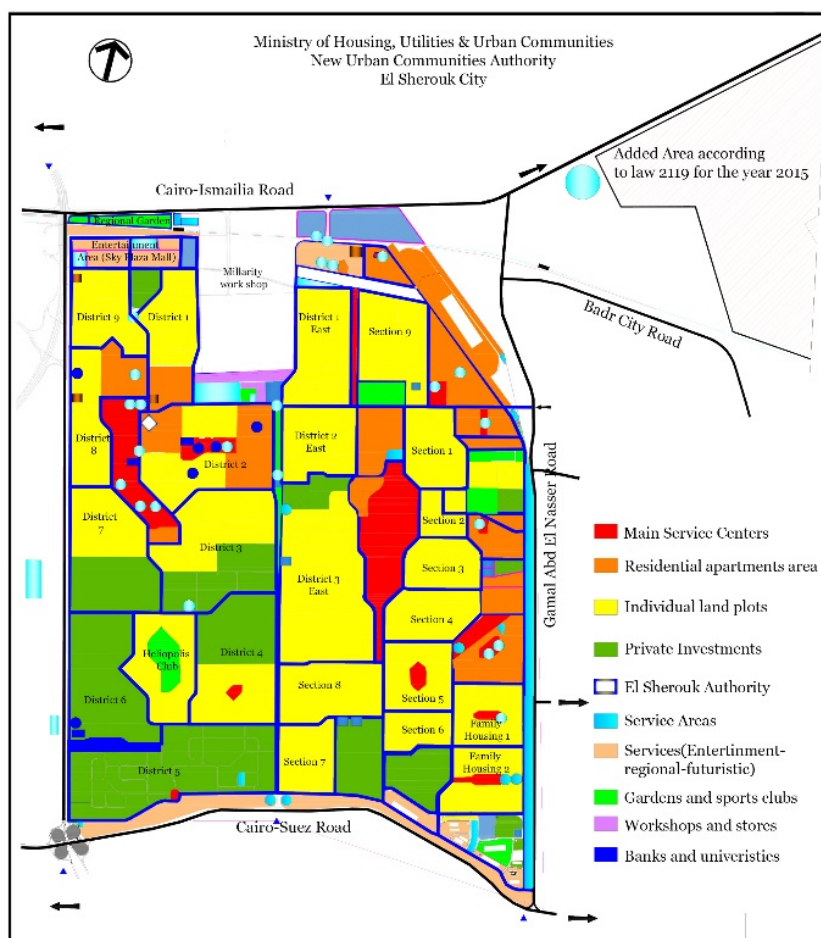 Ministry of Housing, Utilities & Urban Communities
New Urban Communities Authority
El Sherouk City
Added Area according
to law 2119 for the year 2015
Cairo-Ismailia Road
Regional Garden
Entertainment
Area (Sky Plaza Mall)
Millarity
work shop
Badr City Road
District 9
District 1
District 1
East
Section 9
District 8
District 2
District 2
East
Section 1
District
7
District 3
Section 2
Section 3
District 3
East
Section 4
Gamal Abd El Nasser Road
Heliopolis
Club
District 4
Section 8
Section 5
District 6
Section 6
Family
Housing 1
District 5
Section 7
Family
Housing 2
Cairo-Suez Road
Main Service Centers
Residential apartments area
Individual land plots
Private Investments
El Sherouk Authority
Service Areas
Services(Entertinment-
regional-futuristic)
Gardens and sports clubs
Workshops and stores
Banks and univeristies